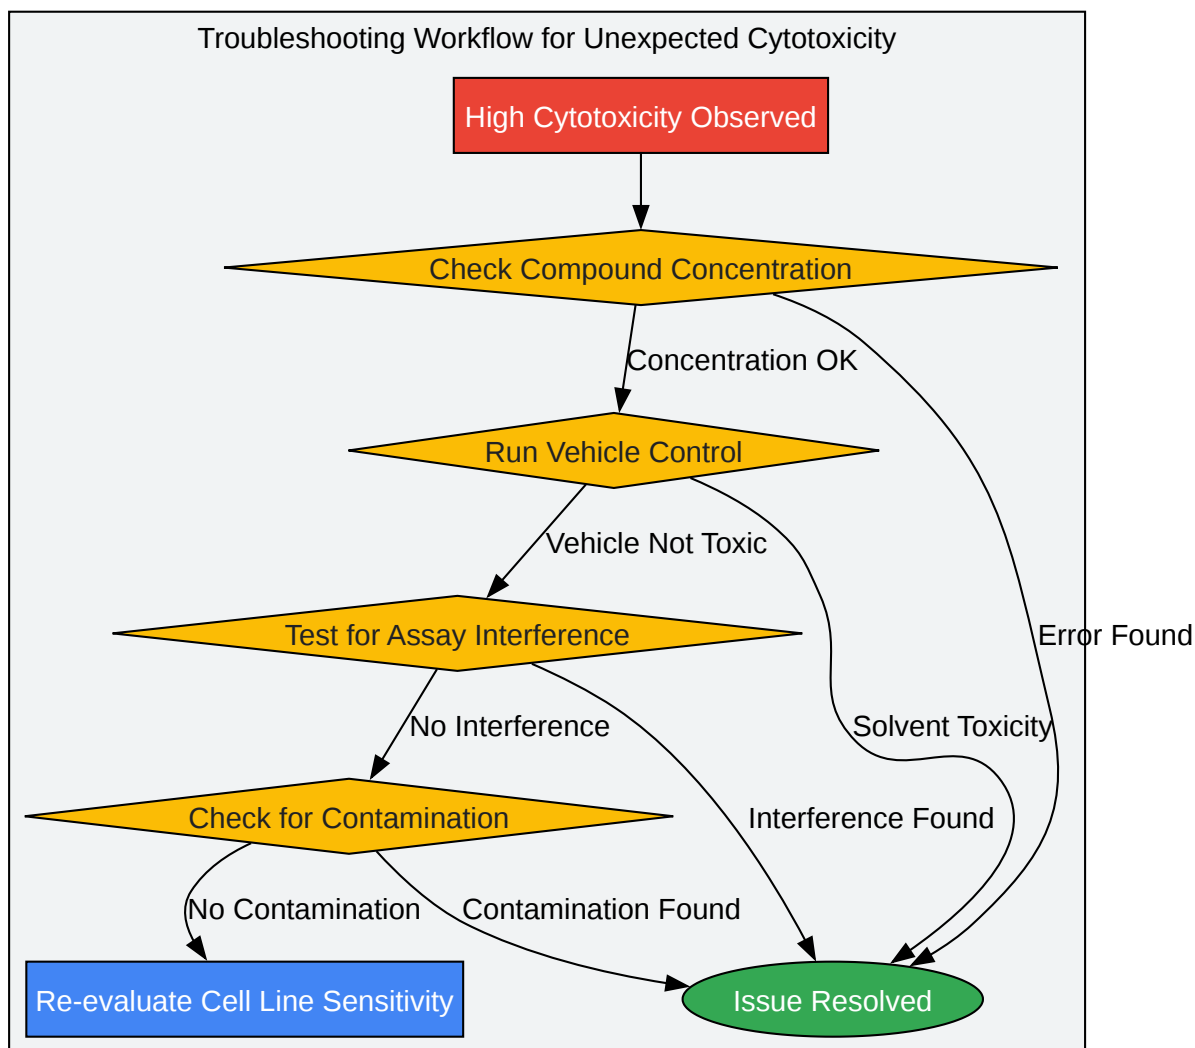 Troubleshooting Workflow for Unexpected Cytotoxicity
High Cytotoxicity Observed
Check Compound Concentration
Concentration OK
Run Vehicle Control
Vehicle Not Toxic
Test for Assay Interference
Error Found
No Interference
Solvent Toxicity
Check for Contamination
Interference Found
No Contamination
Contamination Found
Re-evaluate Cell Line Sensitivity
Issue Resolved